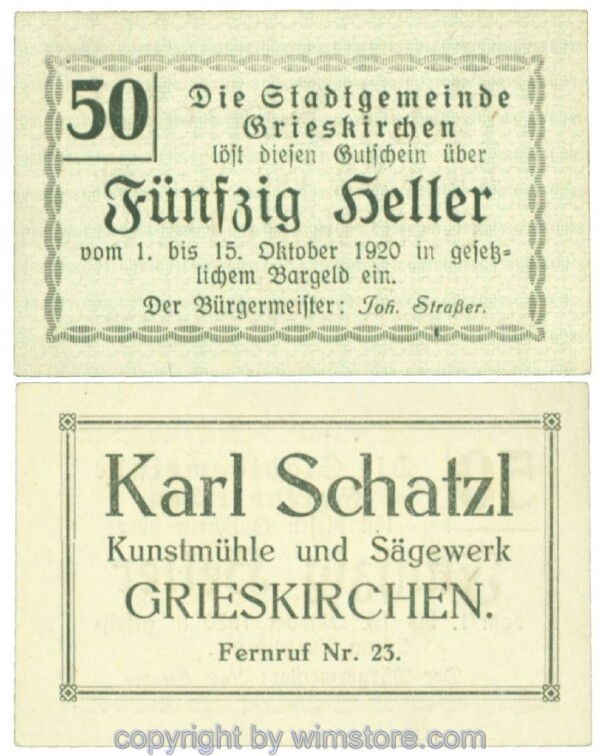 50
Die Stadtgemeinde
Grieskirchen
löst diesen Gutschein über
Fünfzig Heller
vom 1. bis 15. Oktober 1920 in gesetz-
lichem Bargeld ein.
Der Bürgermeister: Joh. Straßer.
Karl Schatzl
Kunstmühle und Sägewerk
GRIESKIRCHEN.
Fernruf Nr. 23.
copyright by wimstore.com